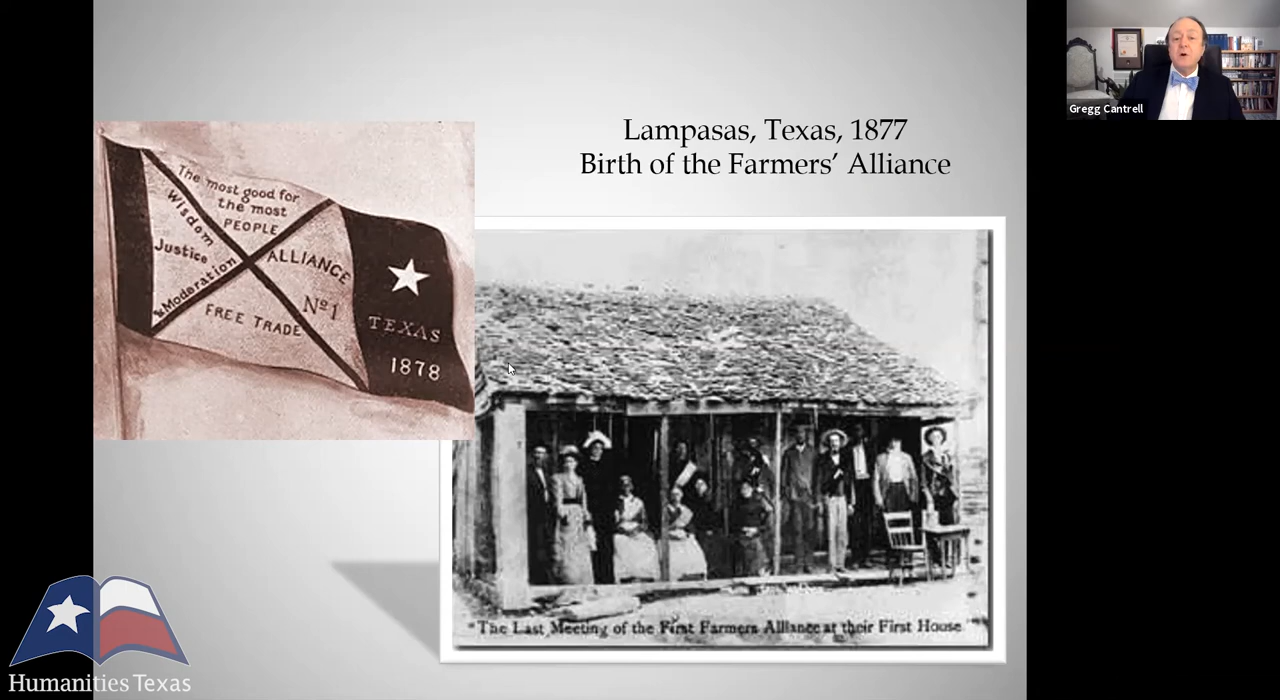 Lampasas, Texas, 1877
Birth of the Farmers’ Alliance
The most good for
the most
PEOPLE
Wisdom
Justice
& Moderation
ALLIANCE
Nº1
FREE TRADE
TEXAS
1878
"The Last Meeting of the First Farmers Alliance at their First House"
Gregg Cantrell
Humanities Texas